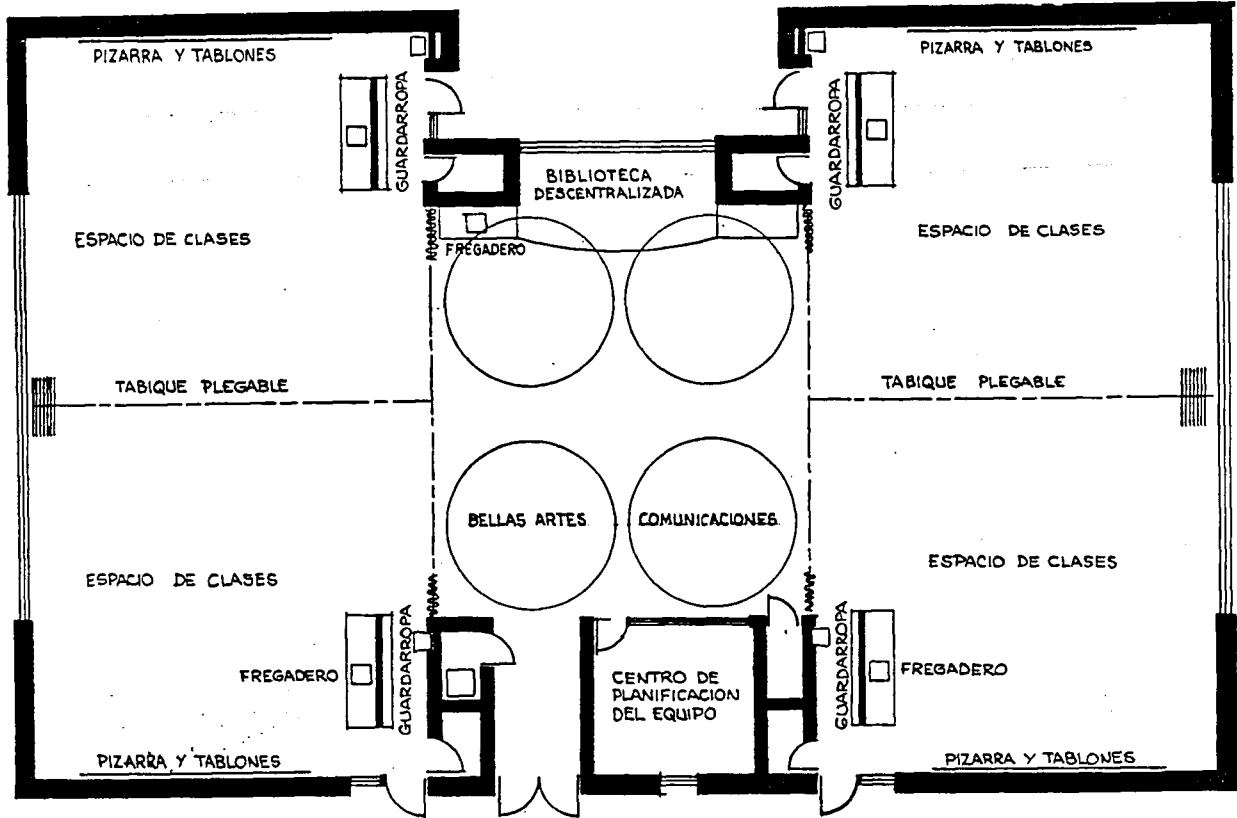 PIZARRA Y TABLONES
PIZARRA Y TABLONES
GUARDARROPA
GUARDARROPA
BIBLIOTECA
DESCENTRALIZADA
ESPACIO DE CLASES
FREGADERO
ESPACIO DE CLASES
TABIQUE PLEGABLE
TABIQUE PLEGABLE
BELLAS ARTES
COMUNICACIONES
ESPACIO DE CLASES
ESPACIO DE CLASES
FREGADERO
GUARDARROPA
CENTRO DE
PLANIFICACION
DEL EQUIPO
GUARDARROPA
FREGADERO
PIZARRA Y TABLONES
PIZARRA Y TABLONES